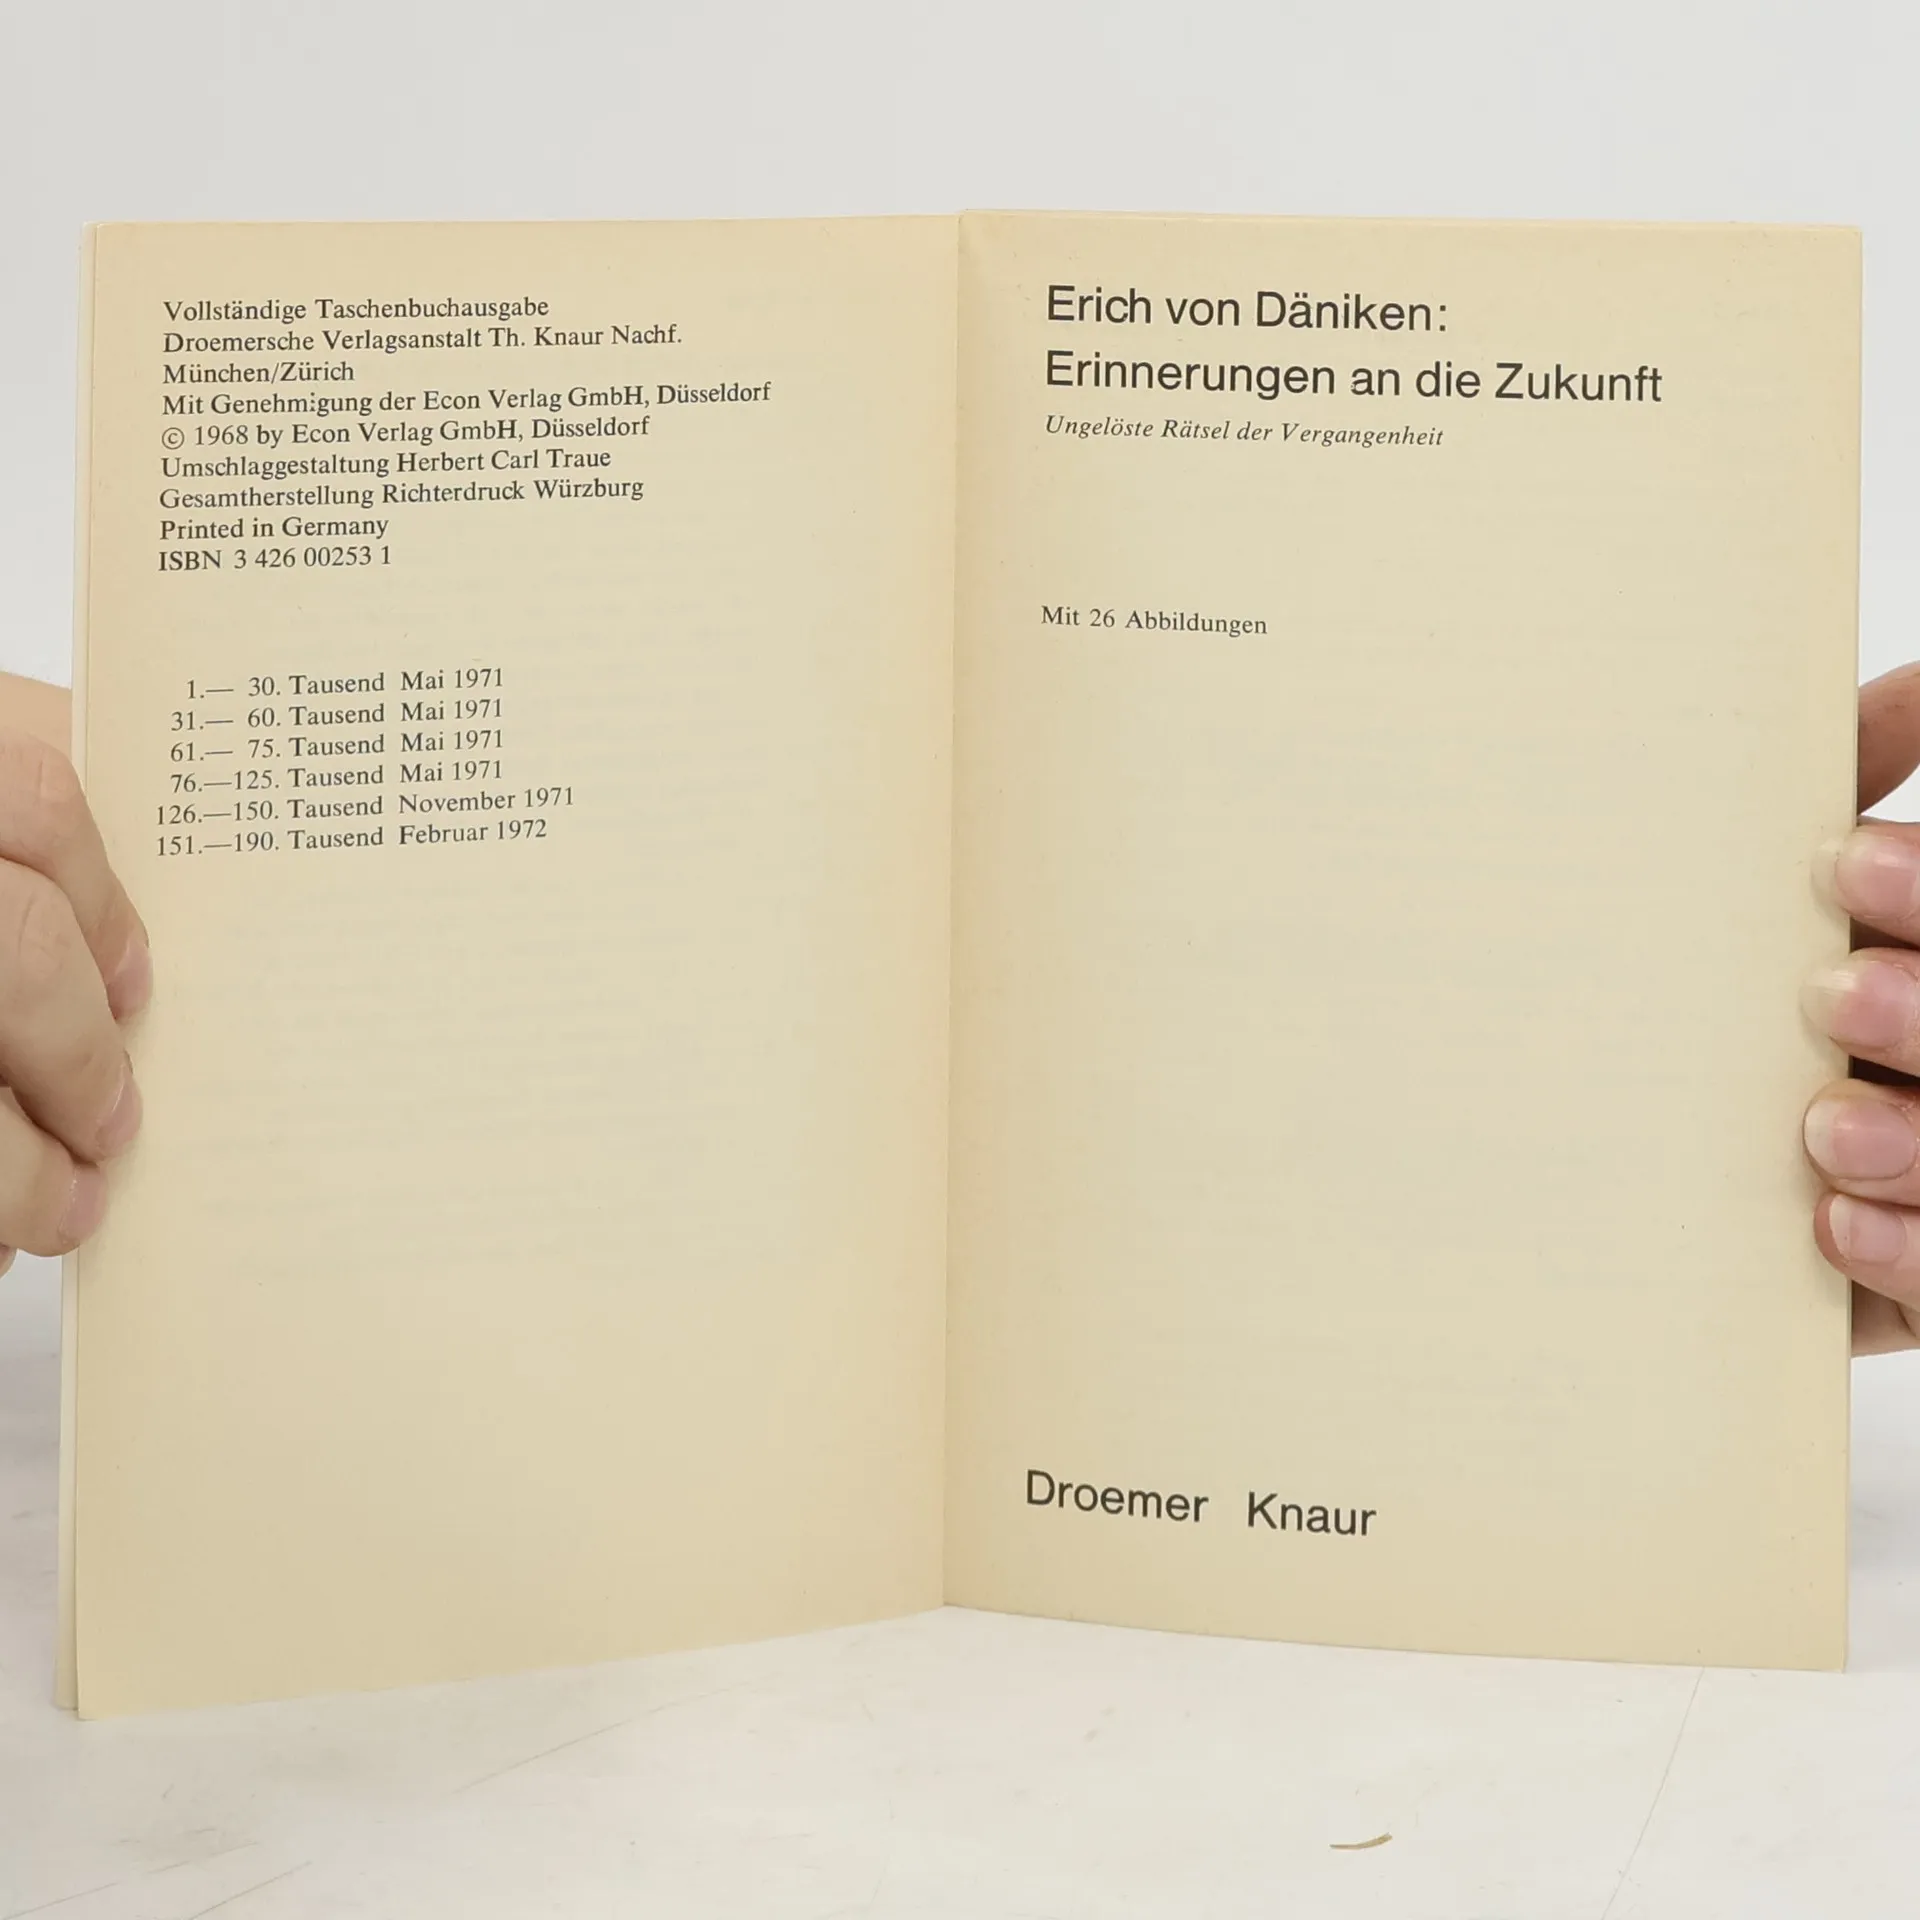 Vollständige Taschenbuchausgabe
Droemersche Verlagsanstalt Th. Knaur Nachf.
München/Zürich
Mit Genehmigung der Econ Verlag GmbH, Düsseldorf
© 1968 by Econ Verlag GmbH, Düsseldorf
Umschlaggestaltung Herbert Carl Traue
Gesamtherstellung Richterdruck Würzburg
Printed in Germany
ISBN 3 426 00253 1
1.— 30. Tausend Mai 1971
31.— 60. Tausend Mai 1971
61.— 75. Tausend Mai 1971
76.—125. Tausend Mai 1971
126.—150. Tausend November 1971
151.—190. Tausend Februar 1972
Erich von Däniken:
Erinnerungen an die Zukunft
Ungelöste Rätsel der Vergangenheit
Mit 26 Abbildungen
Droemer Knaur